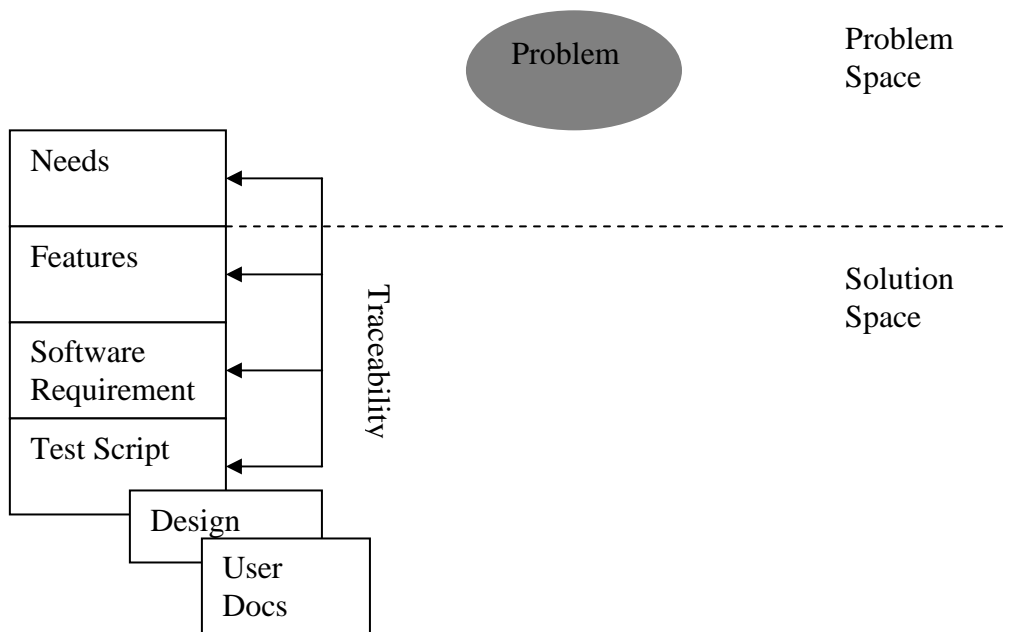 Problem
Problem
Space
Needs
Features
Solution
Space
Traceability
Software
Requirement
Test Script
Design
User
Docs